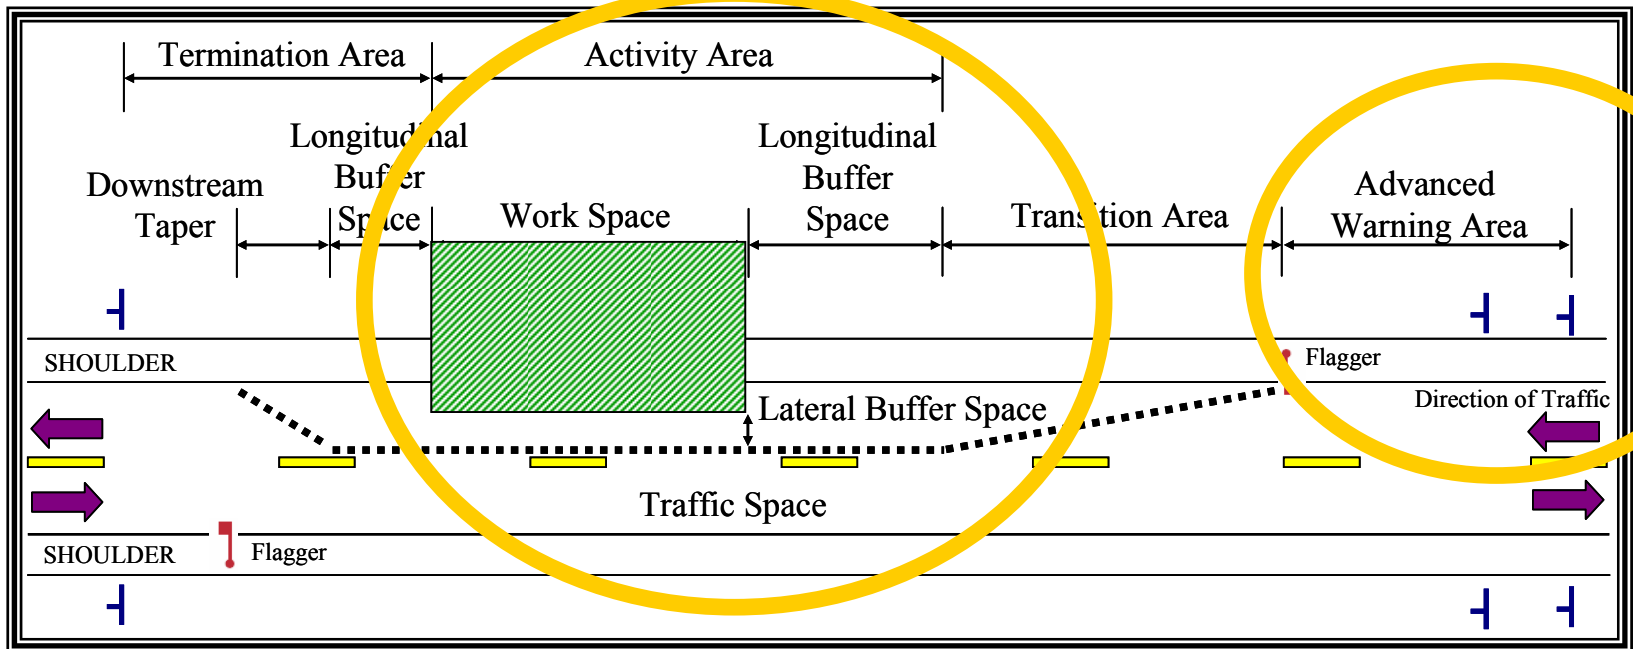 Termination Area
Activity Area
Longitudinal
Buffer
Space
Longitudinal
Buffer
Space
Downstream
Taper
Work Space
Transition Area
Advanced
Warning Area
SHOULDER
Flagger
Direction of Traffic
Lateral Buffer Space
Traffic Space
SHOULDER
Flagger